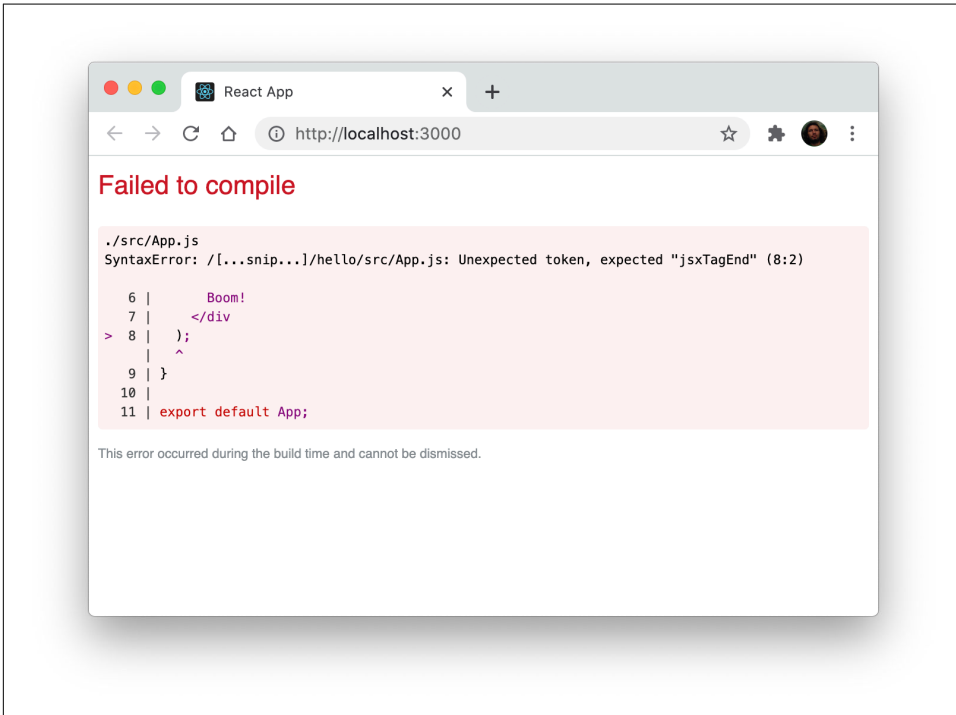 React App
http://localhost:3000
Failed to compile
./src/App.js
SyntaxError: /[...snip...]/hello/src/App.js: Unexpected token, expected "jsxTagEnd" (8:2)
   6 |       Boom!
   7 |     </div
>  8 |   );
     |   ^
   9 | }
  10 |
  11 | export default App;
This error occurred during the build time and cannot be dismissed.